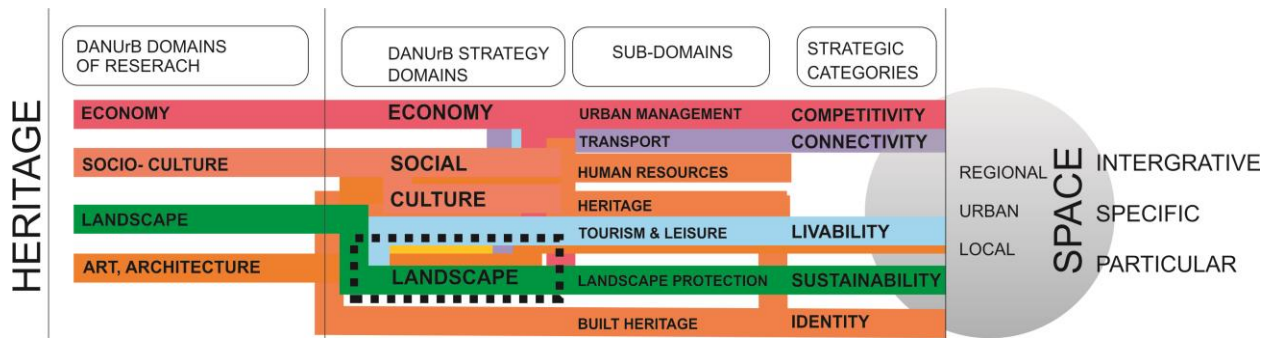 HERITAGE
DANUrB DOMAINS
OF RESERACH
DANUrB STRATEGY
DOMAINS
SUB-DOMAINS
STRATEGIC
CATEGORIES
ECONOMY
ECONOMY
URBAN MANAGEMENT
COMPETITIVITY
TRANSPORT
CONNECTIVITY
SOCIO- CULTURE
SOCIAL
HUMAN RESOURCES
CULTURE
HERITAGE
LANDSCAPE
TOURISM & LEISURE
LIVABILITY
ART, ARCHITECTURE
LANDSCAPE
LANDSCAPE PROTECTION
SUSTAINABILITY
BUILT HERITAGE
IDENTITY
REGIONAL
URBAN
LOCAL
SPACE
INTERGRATIVE
SPECIFIC
PARTICULAR